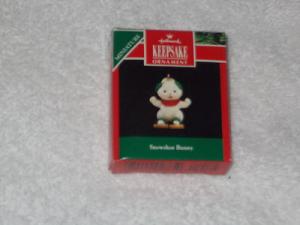 Hallmark
KEEPSAKE
ORNAMENT
MINIATURE
Snowshoe Bunny